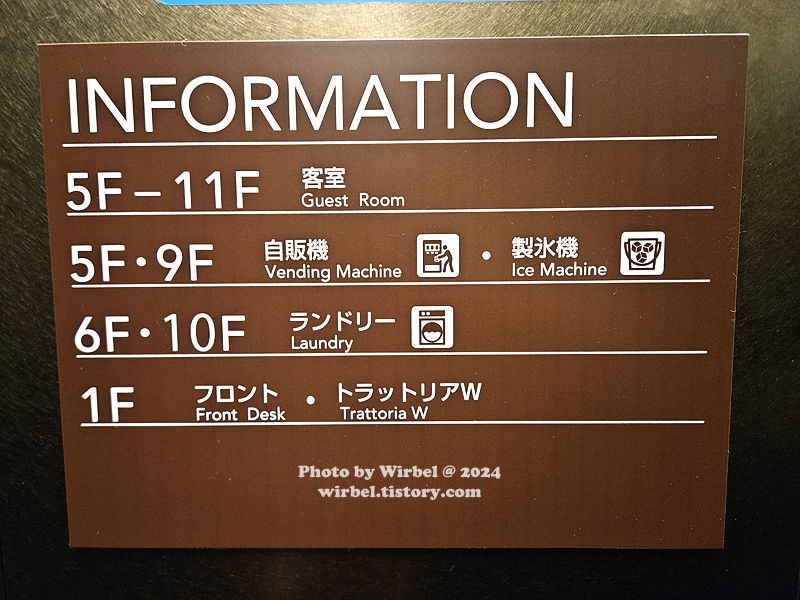 INFORMATION
5F－11F 客室
Guest Room
5F・9F 自販機 ・ 製氷機
Vending Machine Ice Machine
6F・10F ランドリー
Laundry
1F フロント ・ トラットリアW
Front Desk Trattoria W
Photo by Wirbel @ 2024
wirbel.tistory.com